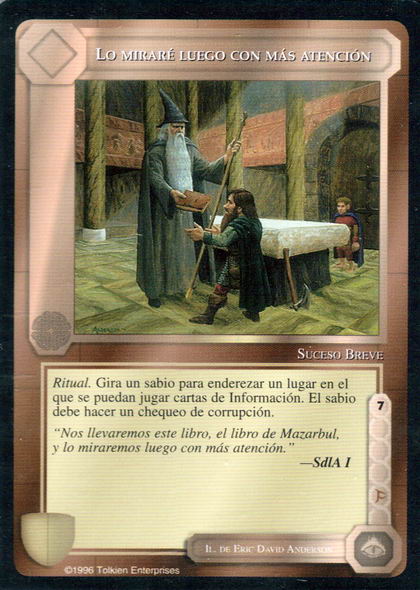 Lo miraré luego con más atención
Anderson
Suceso Breve
Ritual. Gira un sabio para enderezar un lugar en el
que se puedan jugar cartas de Información. El sabio
debe hacer un chequeo de corrupción.
7
“Nos llevaremos este libro, el libro de Mazarbul,
y lo miraremos luego con más atención.”
—SdlA I
Il. de Eric David Anderson
©1996 Tolkien Enterprises